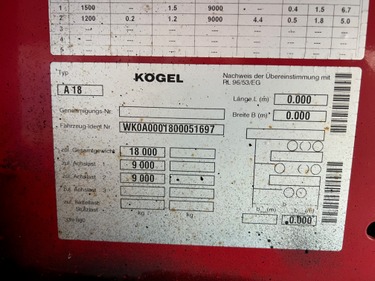 1 1500 - 1.5 9000 - 0.4 1.5 6.7
2 1200 0.2 1.2 9000 4.4 0.5 1.8 5.0
3
4
5
Typ KÖGEL Nachweis der Übereinstimmung mit
RL 96/53/EG
A 18
Länge L (m) 0.000
Genehmigungs-Nr.
Breite B (m) 0.000
Fahrzeug-Ident Nr. WK0A0001800051697
zul. Gesamtgewicht 18 000
zul. Achslast 9 000
zul. Achslast 2 9 000
zul. Achslast 3
kg kg
(m) (m)
0.000